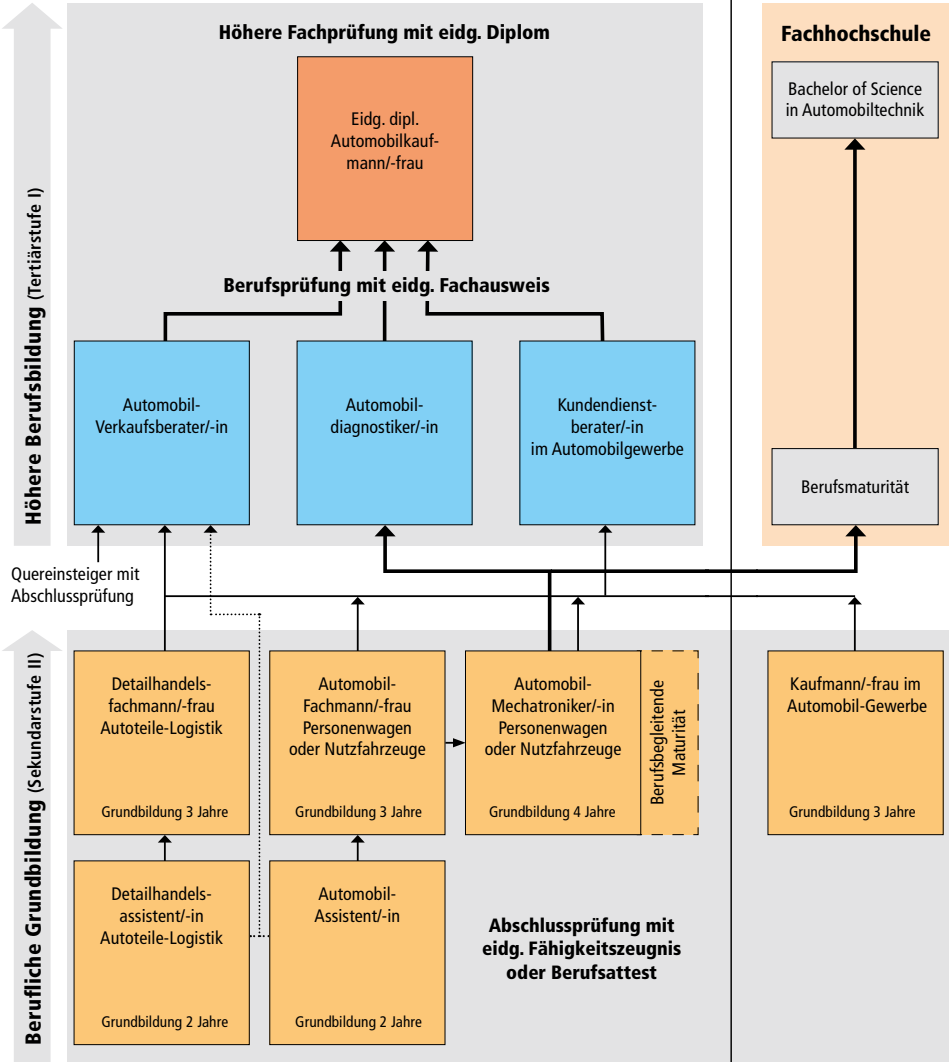 Höhere Berufsbildung (Tertiärstufe I)
Höhere Fachprüfung mit eidg. Diplom
Eidg. dipl.
Automobilkauf-
mann/-frau
Berufsprüfung mit eidg. Fachausweis
Automobil-
Verkaufsberater/-in
Automobil-
diagnostiker/-in
Kundendienst-
berater/-in
im Automobilgewerbe
Fachhochschule
Bachelor of Science
in Automobiltechnik
Berufsmaturität
Quereinsteiger mit
Abschlussprüfung
Berufliche Grundbildung (Sekundarstufe II)
Detailhandels-
fachmann/-frau
Autoteile-Logistik
Grundbildung 3 Jahre
Automobil-
Fachmann/-frau
Personenwagen
oder Nutzfahrzeuge
Grundbildung 3 Jahre
Automobil-
Mechatroniker/-in
Personenwagen
oder Nutzfahrzeuge
Grundbildung 4 Jahre
Berufsbegleitende
Maturität
Kaufmann/-frau im
Automobil-Gewerbe
Grundbildung 3 Jahre
Detailhandels-
assistent/-in
Autoteile-Logistik
Grundbildung 2 Jahre
Automobil-
Assistent/-in
Grundbildung 2 Jahre
Abschlussprüfung mit
eidg. Fähigkeitszeugnis
oder Berufsattest